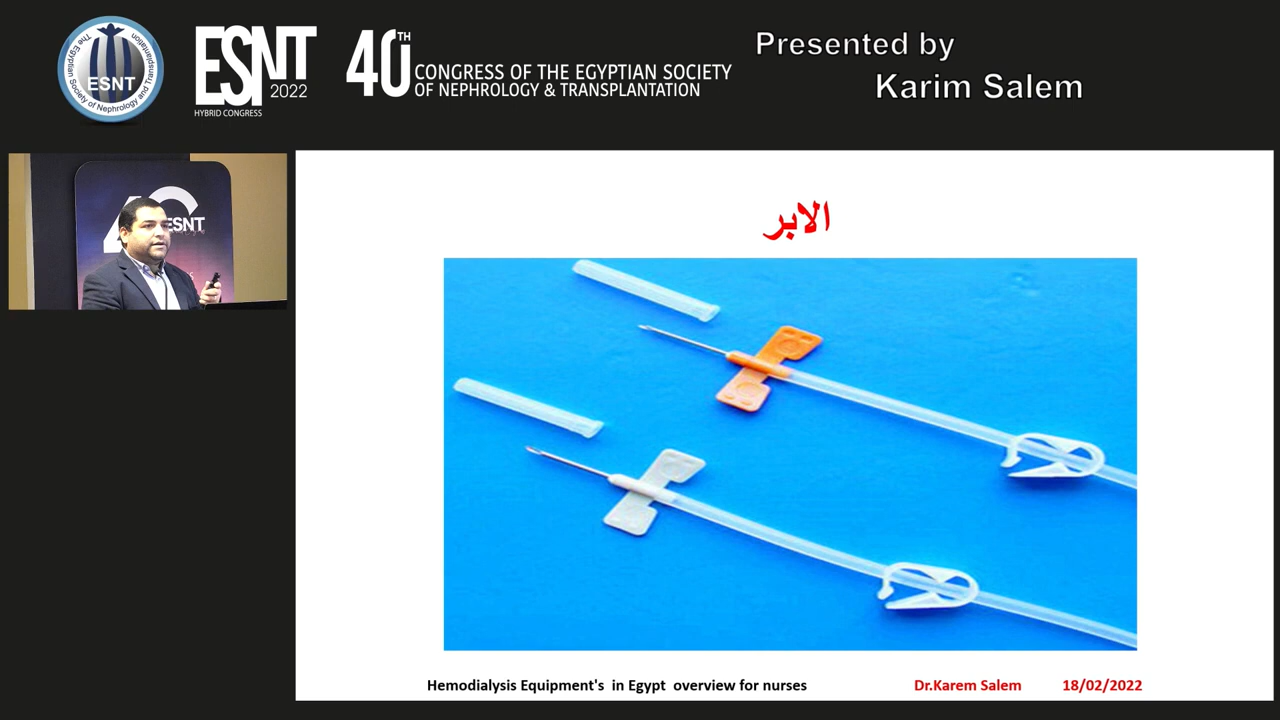 The Egyptian Society of Nephrology and Transplantation
ESNT
ESNT
2022
HYBRID CONGRESS
40TH
CONGRESS OF THE EGYPTIAN SOCIETY
OF NEPHROLOGY & TRANSPLANTATION
Presented by
Karim Salem
ESNT
الابر
Hemodialysis Equipment's in Egypt overview for nurses
Dr.Karem Salem
18/02/2022